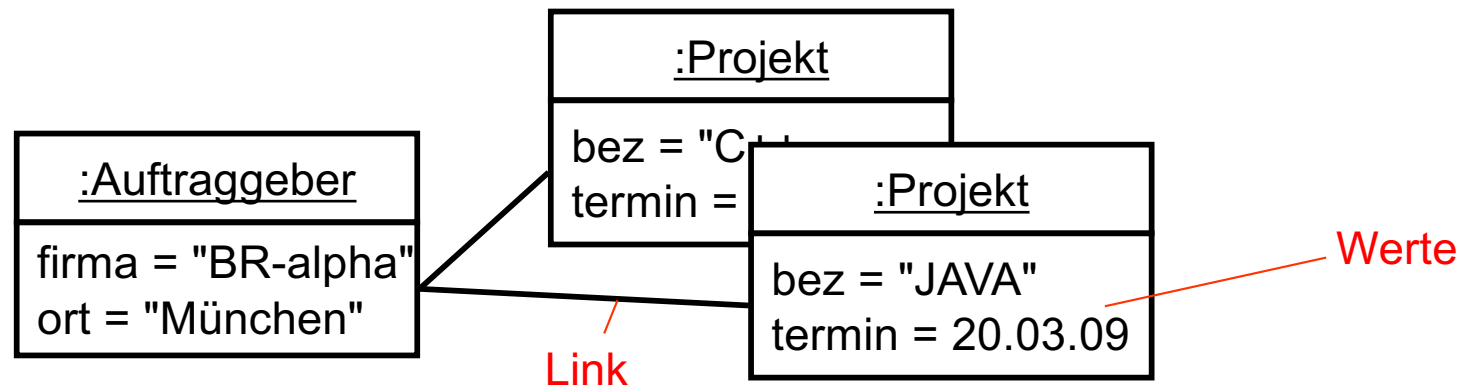 :Projekt
bez = "C
termin =
:Auftraggeber
firma = "BR-alpha"
ort = "München"
:Projekt
bez = "JAVA"
termin = 20.03.09
Werte
Link